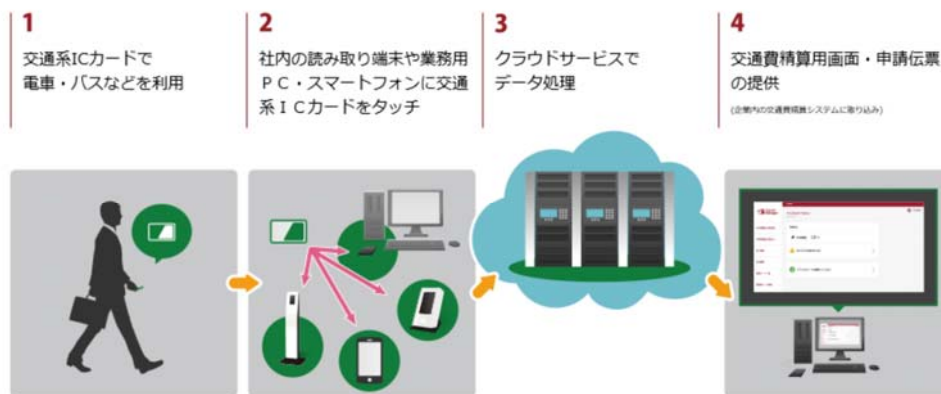 1
交通系ICカードで
電車・バスなどを利用
2
社内の読み取り端末や業務用
ＰＣ・スマートフォンに交通
系ＩＣカードをタッチ
3
クラウドサービスで
データ処理
4
交通費精算用画面・申請伝票
の提供
(企業内の交通費精算システムに取り込み)